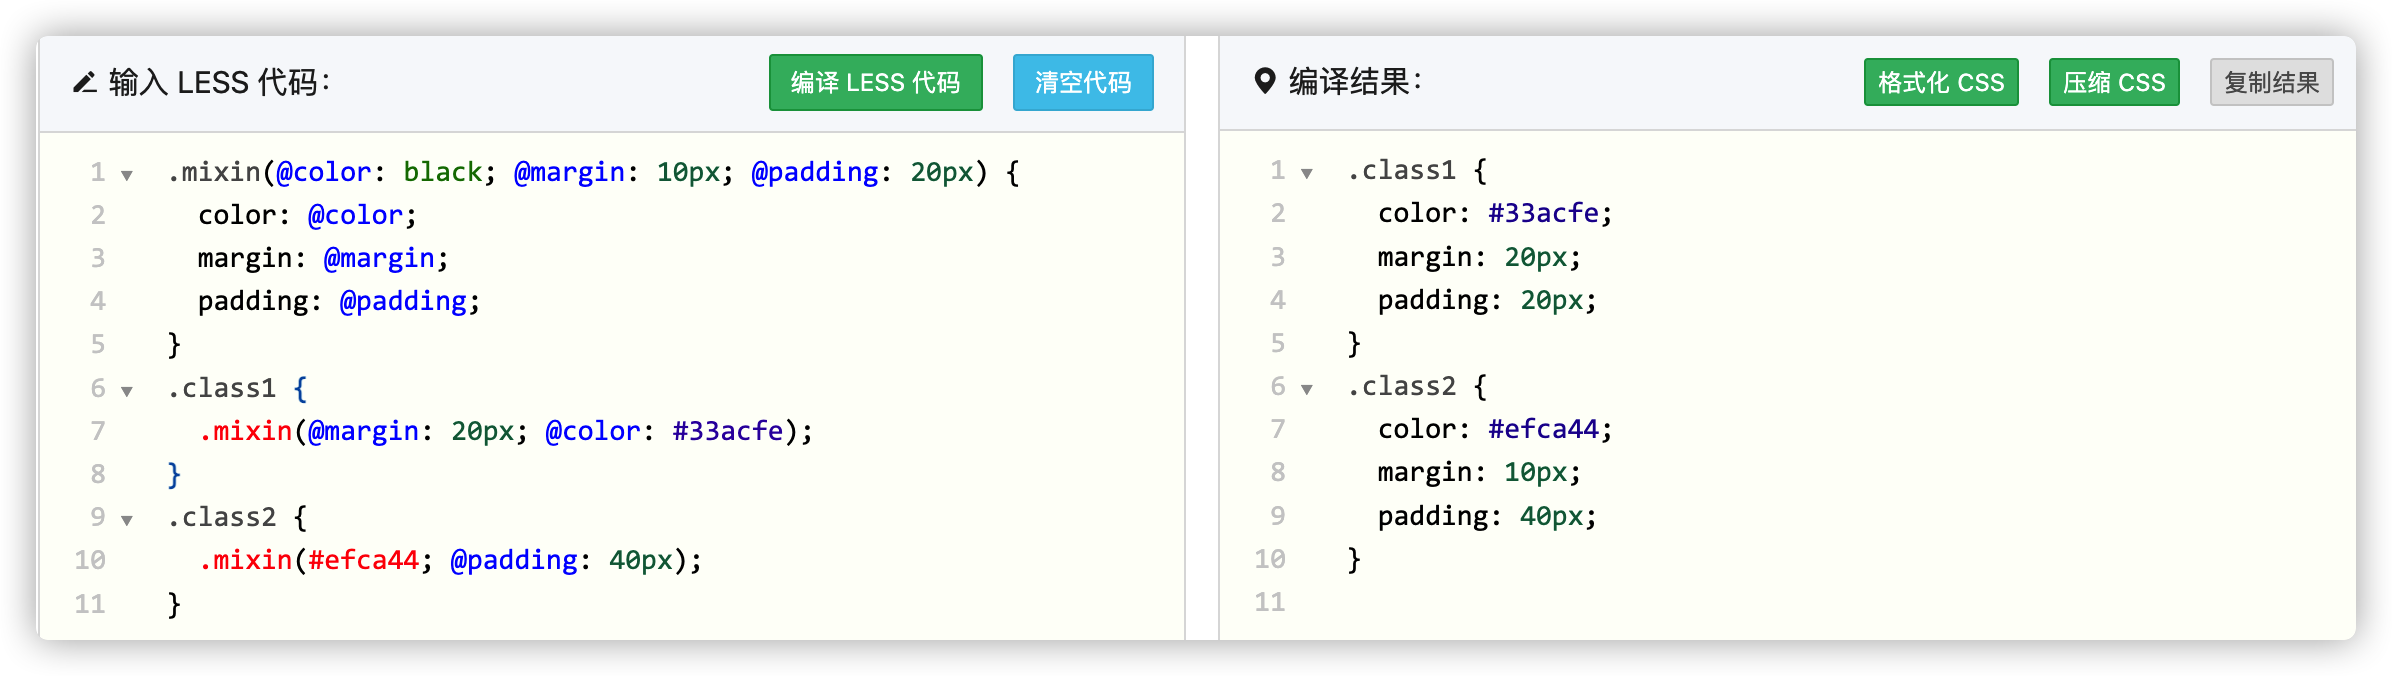 输入 LESS 代码：
编译 LESS 代码
清空代码
1 .mixin(@color: black; @margin: 10px; @padding: 20px) {
2   color: @color;
3   margin: @margin;
4   padding: @padding;
5 }
6 .class1 {
7   .mixin(@margin: 20px; @color: #33acfe);
8 }
9 .class2 {
10   .mixin(#efca44; @padding: 40px);
11 }
编译结果：
格式化 CSS
压缩 CSS
复制结果
1 .class1 {
2   color: #33acfe;
3   margin: 20px;
4   padding: 20px;
5 }
6 .class2 {
7   color: #efca44;
8   margin: 10px;
9   padding: 40px;
10 }
11